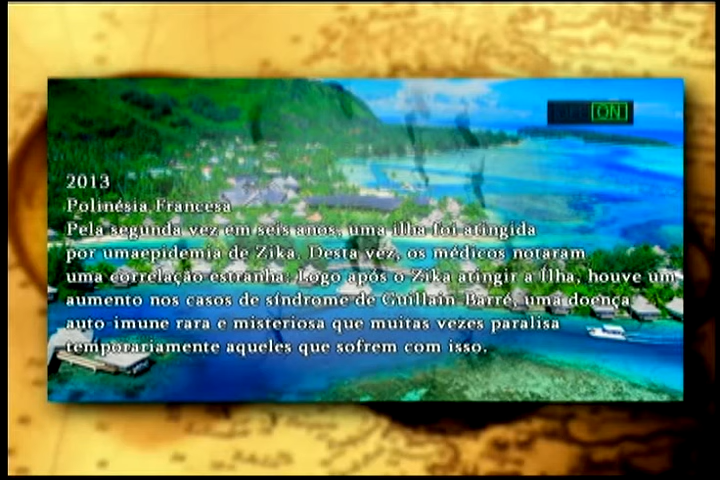 OFF ON
2013
Polinésia Francesa
Pela segunda vez em seis anos, uma ilha foi atingida
por umaepidemia de Zika. Desta vez, os médicos notaram
uma correlação estranha. Logo após o Zika atingir a Ilha, houve um
aumento nos casos de síndrome de Guillain-Barré, uma doença
auto-imune rara e misteriosa que muitas vezes paralisa
temporariamente aqueles que sofrem com isso.